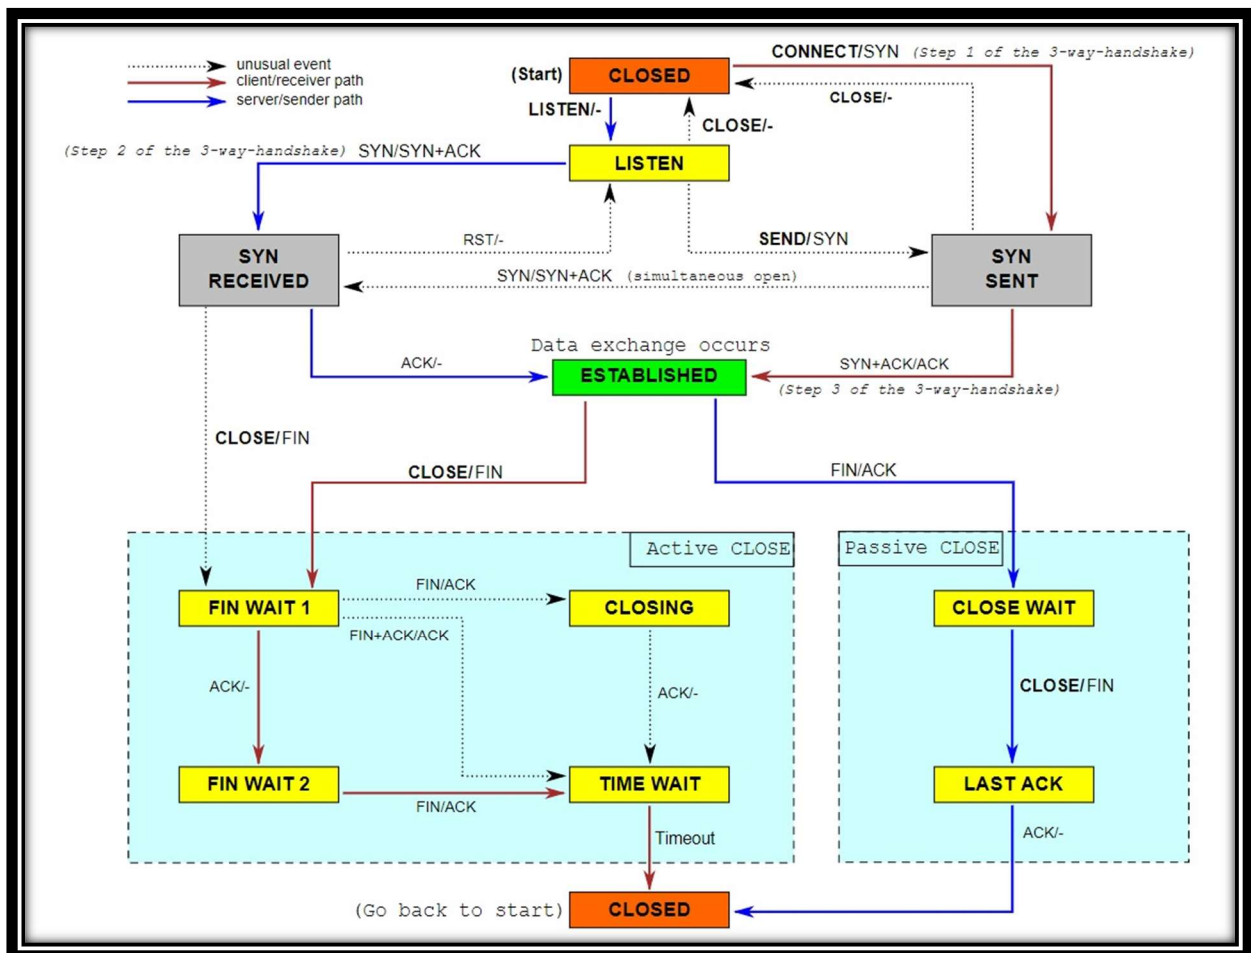 unusual event
client/receiver path
server/sender path
(Start)
CLOSED
CONNECT/SYN (Step 1 of the 3-way-handshake)
CLOSE/-
LISTEN/-
CLOSE/-
(Step 2 of the 3-way-handshake) SYN/SYN+ACK
LISTEN
RST/-
SEND/SYN
SYN
RECEIVED
SYN
SENT
SYN/SYN+ACK (simultaneous open)
Data exchange occurs
ACK/-
ESTABLISHED
SYN+ACK/ACK
(Step 3 of the 3-way-handshake)
CLOSE/FIN
CLOSE/FIN
FIN/ACK
Active CLOSE
Passive CLOSE
FIN WAIT 1
FIN/ACK
CLOSING
CLOSE WAIT
FIN+ACK/ACK
ACK/-
ACK/-
CLOSE/FIN
FIN WAIT 2
FIN/ACK
TIME WAIT
LAST ACK
Timeout
ACK/-
(Go back to start)
CLOSED